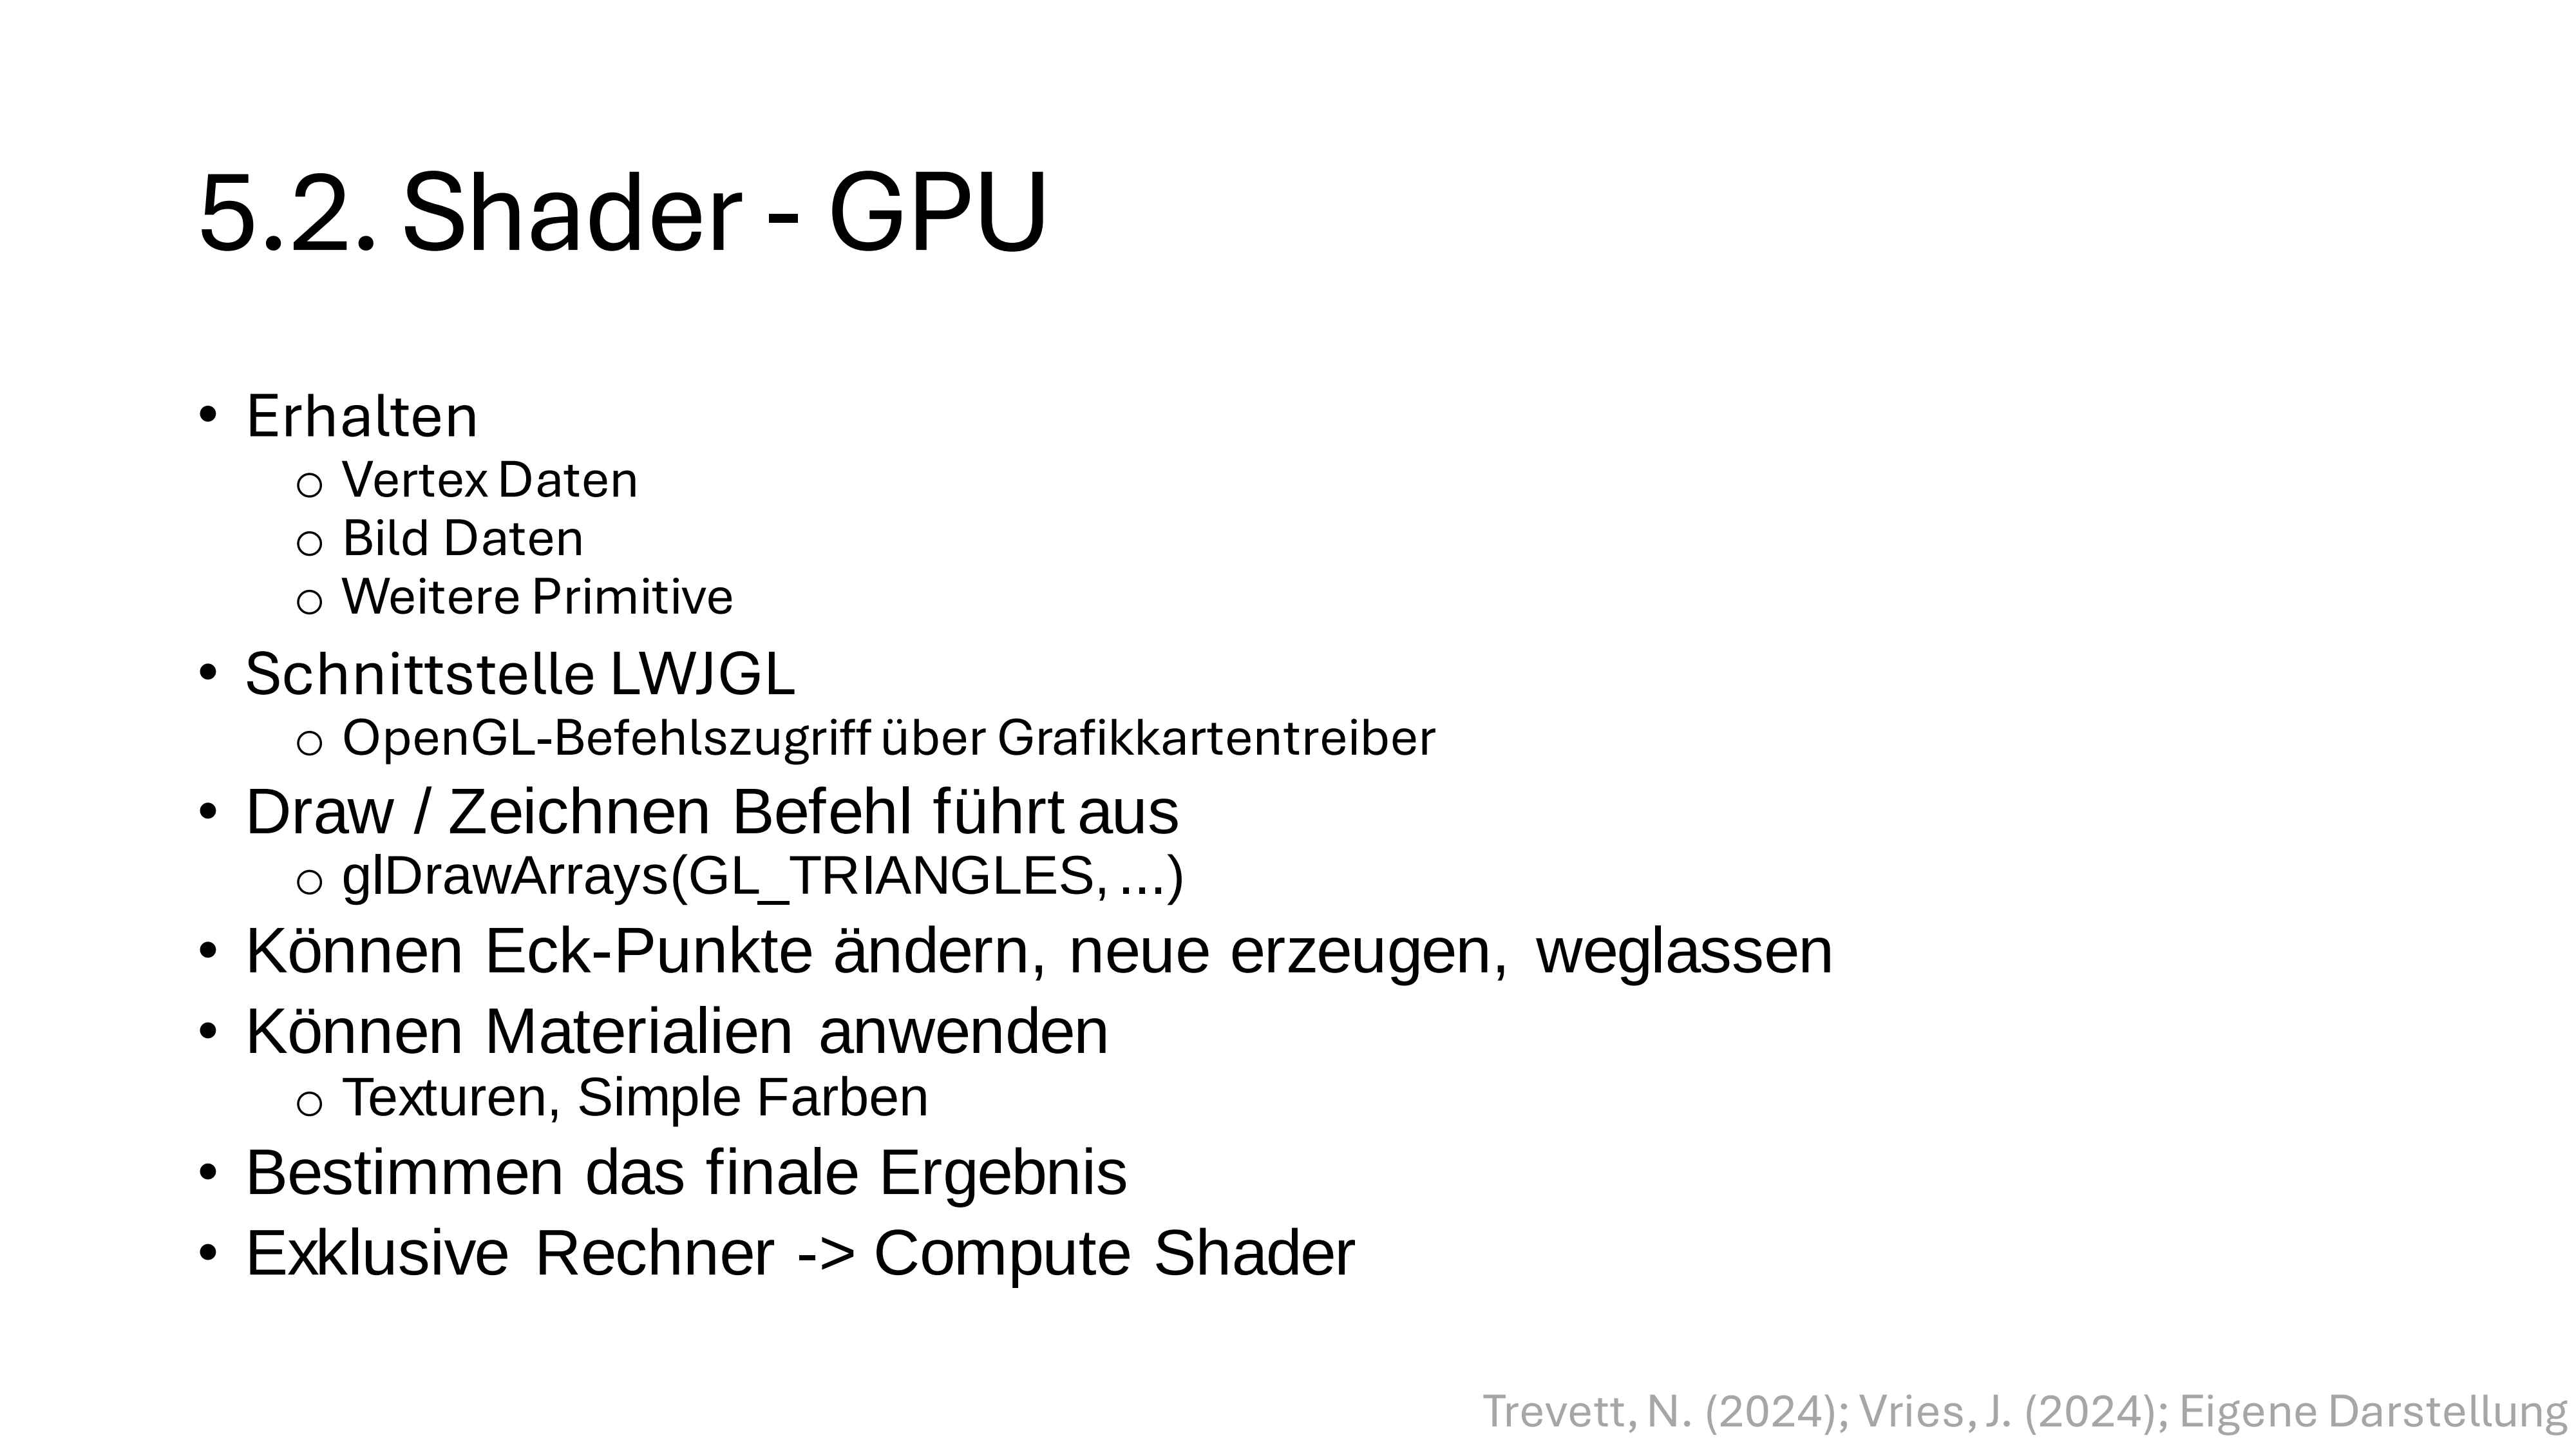 5.2. Shader - GPU
• Erhalten
o Vertex Daten
o Bild Daten
o Weitere Primitive
• Schnittstelle LWJGL
o OpenGL-Befehlszugriff über Grafikkartentreiber
• Draw / Zeichnen Befehl führt aus
o glDrawArrays(GL_TRIANGLES, ...)
• Können Eck-Punkte ändern, neue erzeugen, weglassen
• Können Materialien anwenden
o Texturen, Simple Farben
• Bestimmen das finale Ergebnis
• Exklusive Rechner -> Compute Shader
Trevett, N. (2024); Vries, J. (2024); Eigene Darstellung